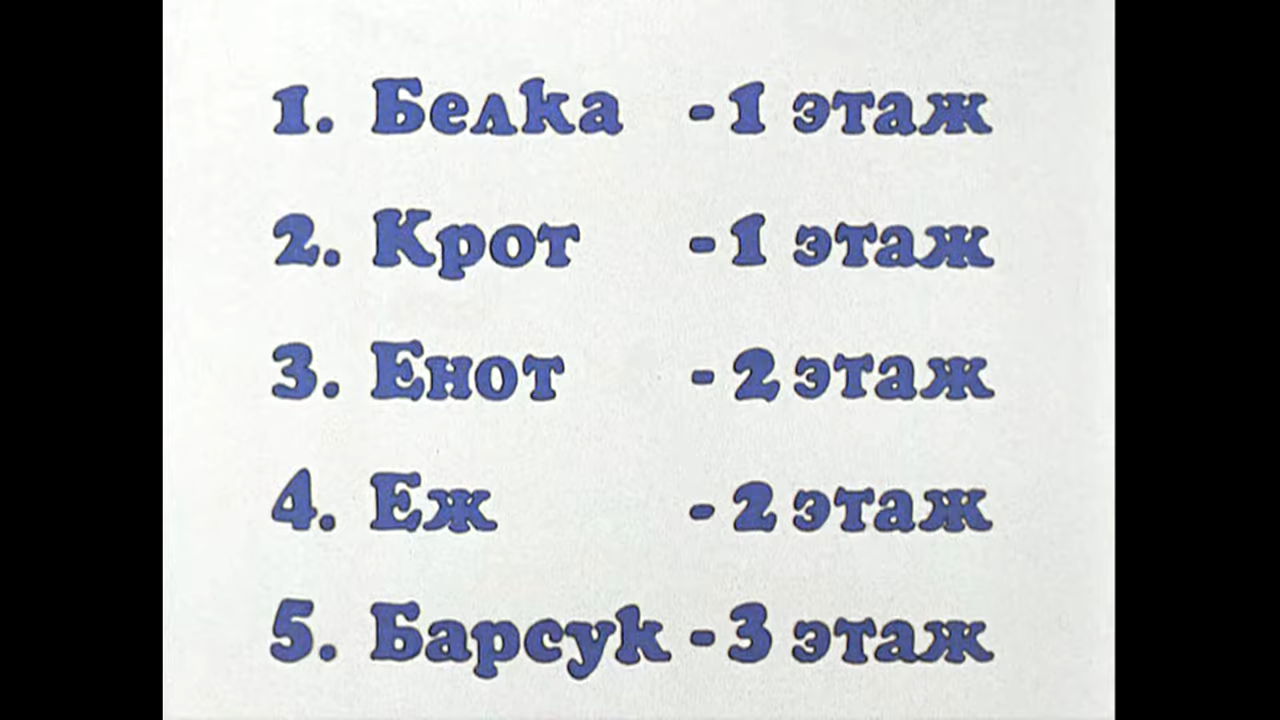 1. Белка - 1 этаж
2. Крот - 1 этаж
3. Енот - 2 этаж
4. Еж - 2 этаж
5. Барсук - 3 этаж